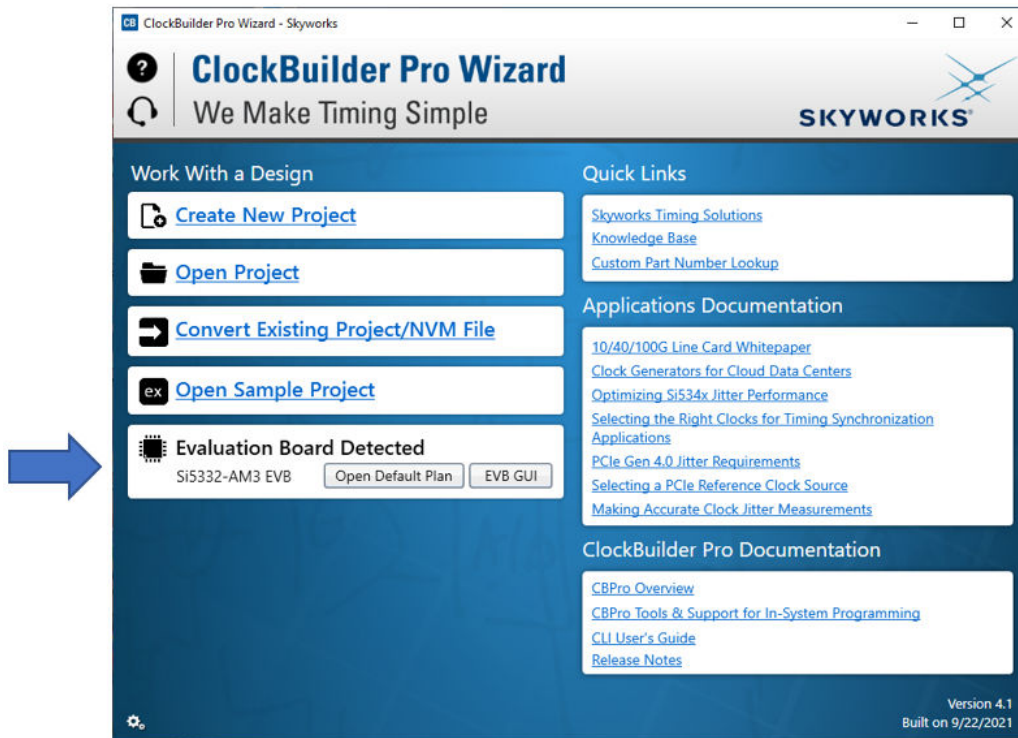 CB ClockBuilder Pro Wizard - Skyworks
? ClockBuilder Pro Wizard
We Make Timing Simple
SKYWORKS®
Work With a Design
Create New Project
Open Project
Convert Existing Project/NVM File
ex Open Sample Project
Evaluation Board Detected
Si5332-AM3 EVB Open Default Plan EVB GUI
Quick Links
Skyworks Timing Solutions
Knowledge Base
Custom Part Number Lookup
Applications Documentation
10/40/100G Line Card Whitepaper
Clock Generators for Cloud Data Centers
Optimizing Si534x Jitter Performance
Selecting the Right Clocks for Timing Synchronization
Applications
PCIe Gen 4.0 Jitter Requirements
Selecting a PCIe Reference Clock Source
Making Accurate Clock Jitter Measurements
ClockBuilder Pro Documentation
CBPro Overview
CBPro Tools & Support for In-System Programming
CLI User's Guide
Release Notes
Version 4.1
Built on 9/22/2021